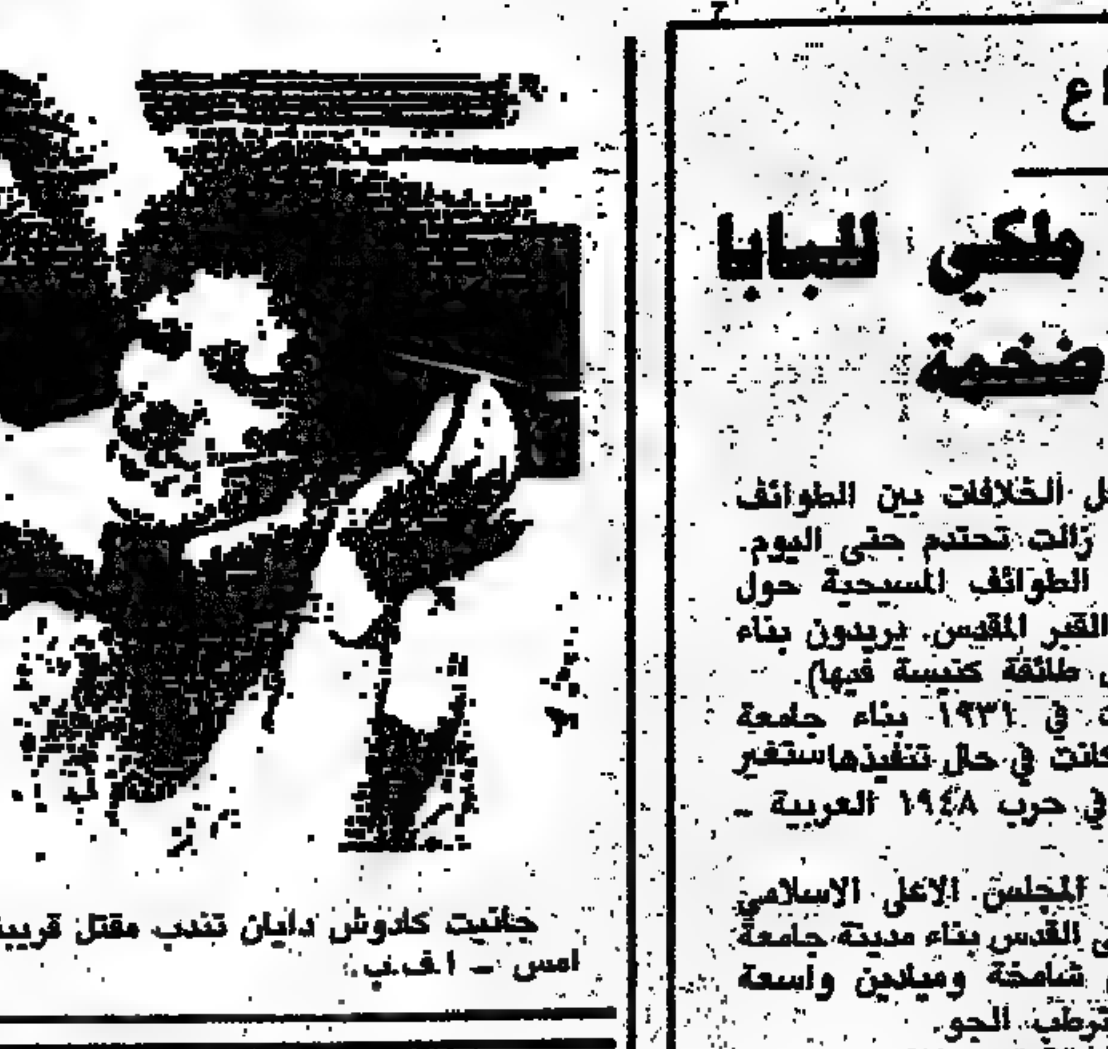 اع
ملكي للبابا
ضخمة
ل الخلافات بين الطوائف
زالت تحتدم حتى اليوم.
الطوائف المسيحية حول
القبر المقدس. يريدون بناء
طائفة كنيسة فيها).
في ١٩٣١ بناء جامعة
كانت في حال تنفيذها ستغير
في حرب ١٩٤٨ العربية ـ
المجلس الاعلى الاسلامي
القدس بناء مدينة جامعة
شامخة وميادين واسعة
ترطب الجو.
جانيت كادوش دايان تندب مقتل قريبة
امس ـ ا.ف.ب.